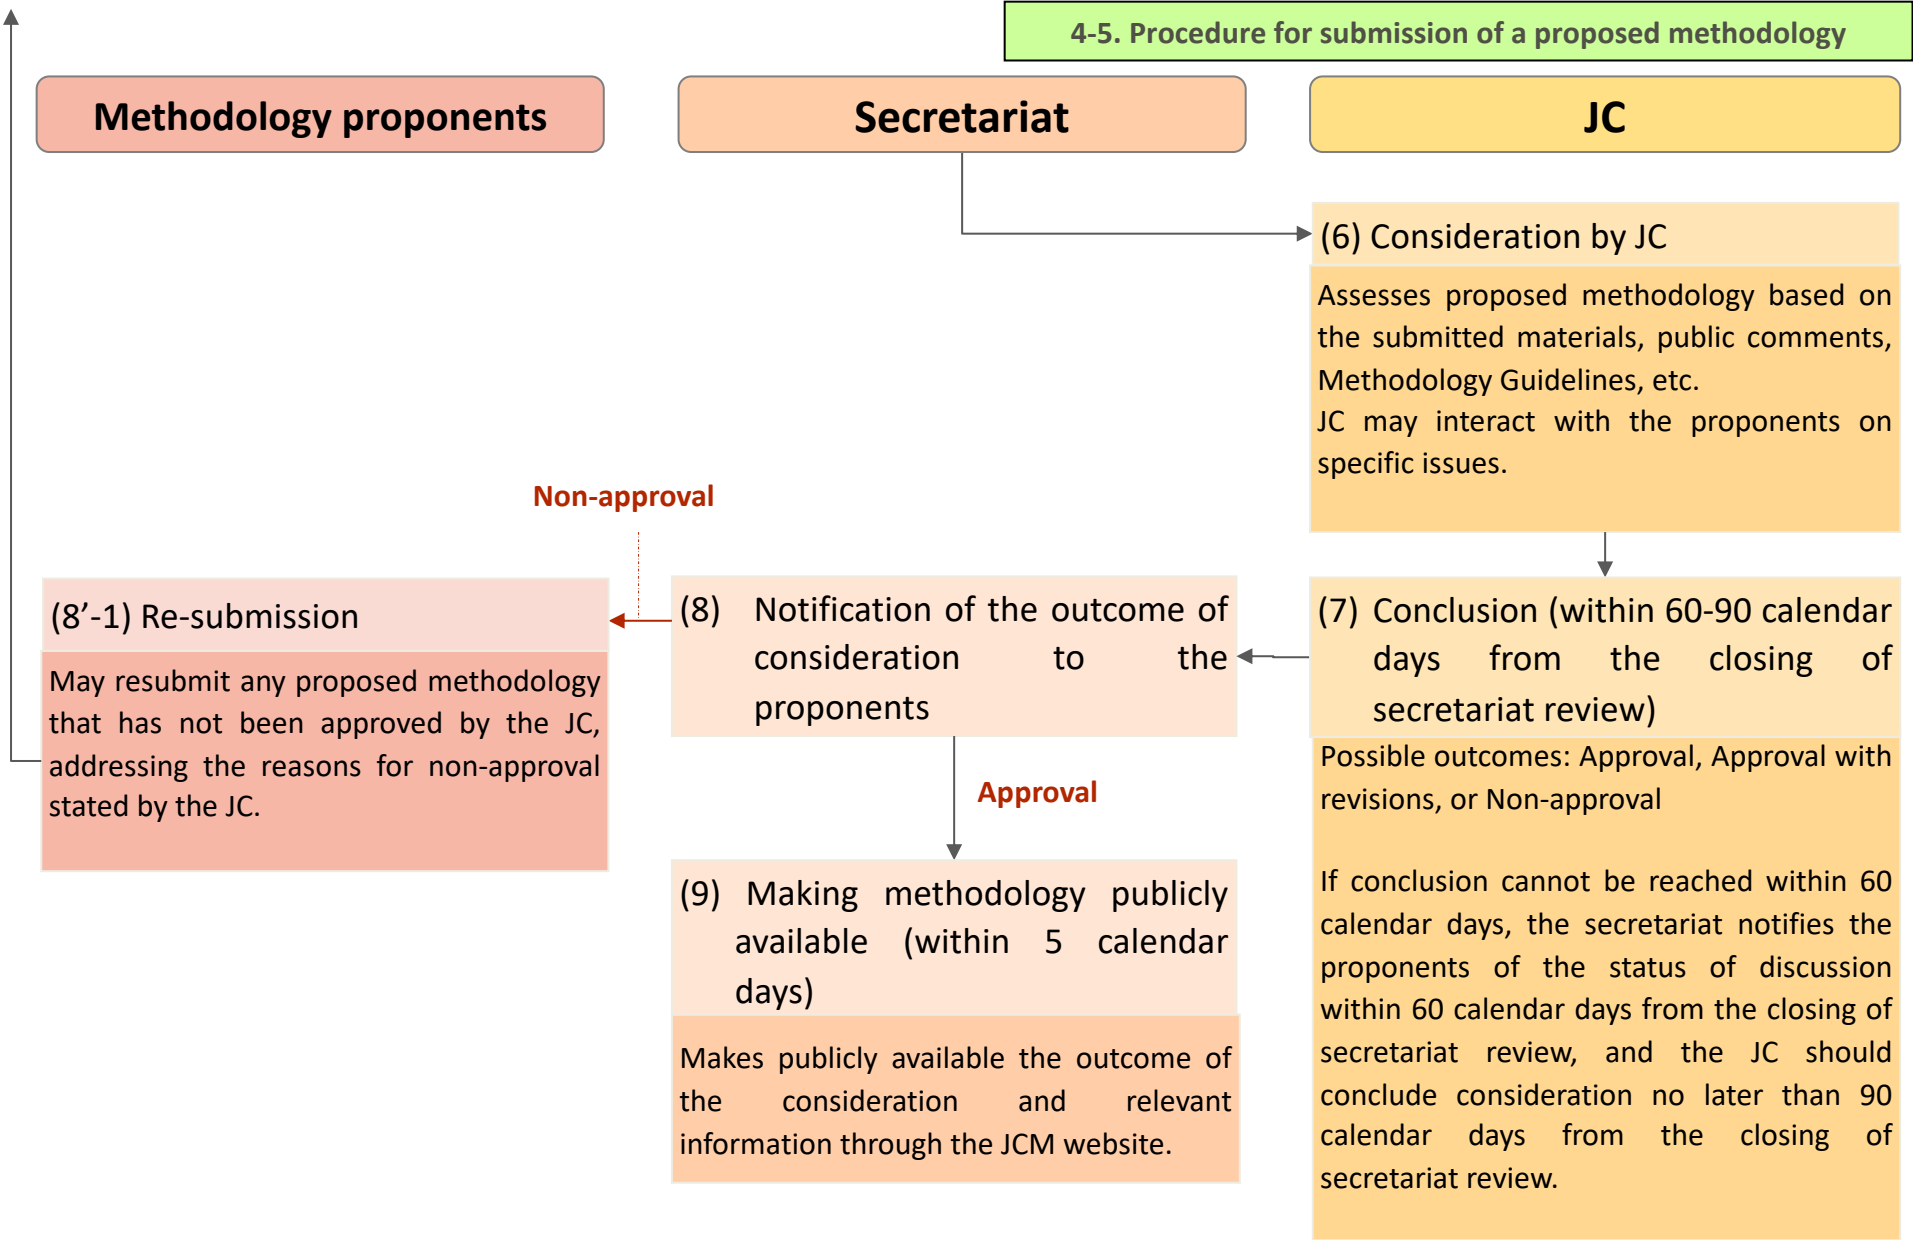 4-5. Procedure for submission of a proposed methodology
Methodology proponents
Secretariat
JC
(6) Consideration by JC
Assesses proposed methodology based on
the submitted materials, public comments,
Methodology Guidelines, etc.
JC may interact with the proponents on
specific issues.
Non-approval
(8’-1) Re-submission
May resubmit any proposed methodology
that has not been approved by the JC,
addressing the reasons for non-approval
stated by the JC.
(8) Notification of the outcome of
consideration to the
proponents
(7) Conclusion (within 60-90 calendar
days from the closing of
secretariat review)
Possible outcomes: Approval, Approval with
revisions, or Non-approval
If conclusion cannot be reached within 60
calendar days, the secretariat notifies the
proponents of the status of discussion
within 60 calendar days from the closing of
secretariat review, and the JC should
conclude consideration no later than 90
calendar days from the closing of
secretariat review.
Approval
(9) Making methodology publicly
available (within 5 calendar
days)
Makes publicly available the outcome of
the consideration and relevant
information through the JCM website.